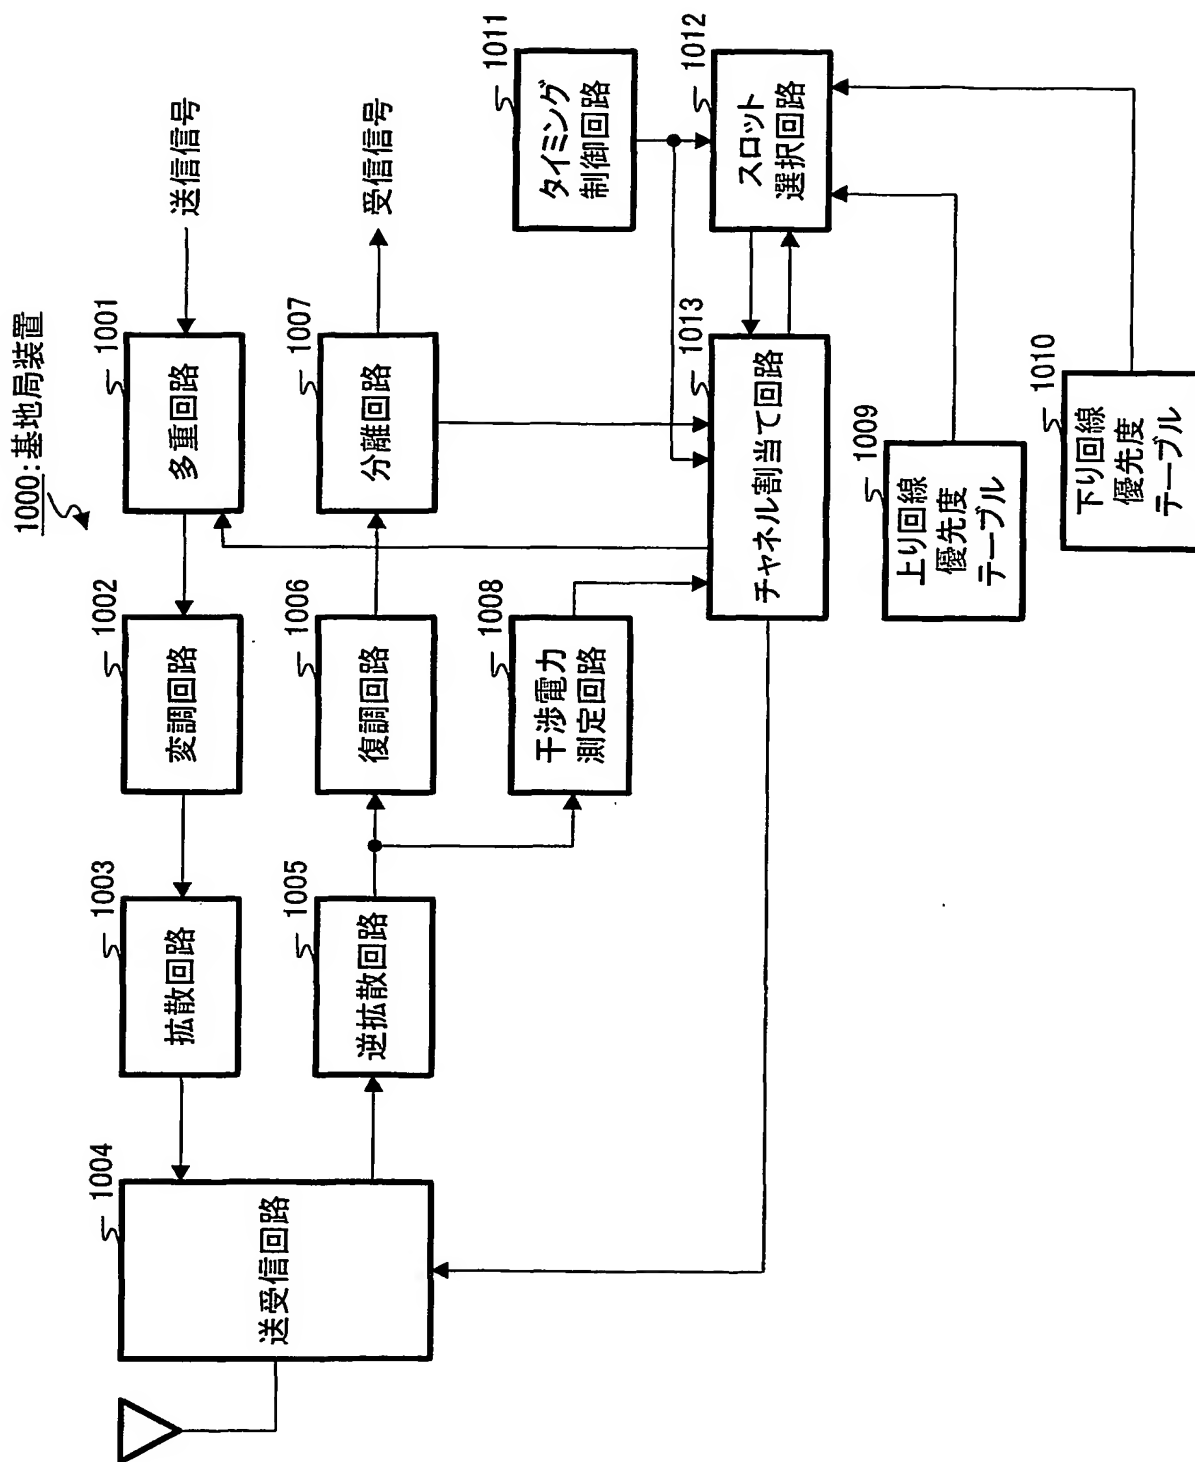 1000:基地局装置
送信信号
1001
多重回路
1002
変調回路
1003
拡散回路
1004
送受信回路
受信信号
1007
分離回路
1006
復調回路
1005
逆拡散回路
1008
干渉電力
測定回路
1011
タイミング
制御回路
1012
スロット
選択回路
1013
チャネル割当て回路
1009
上り回線
優先度
テーブル
1010
下り回線
優先度
テーブル